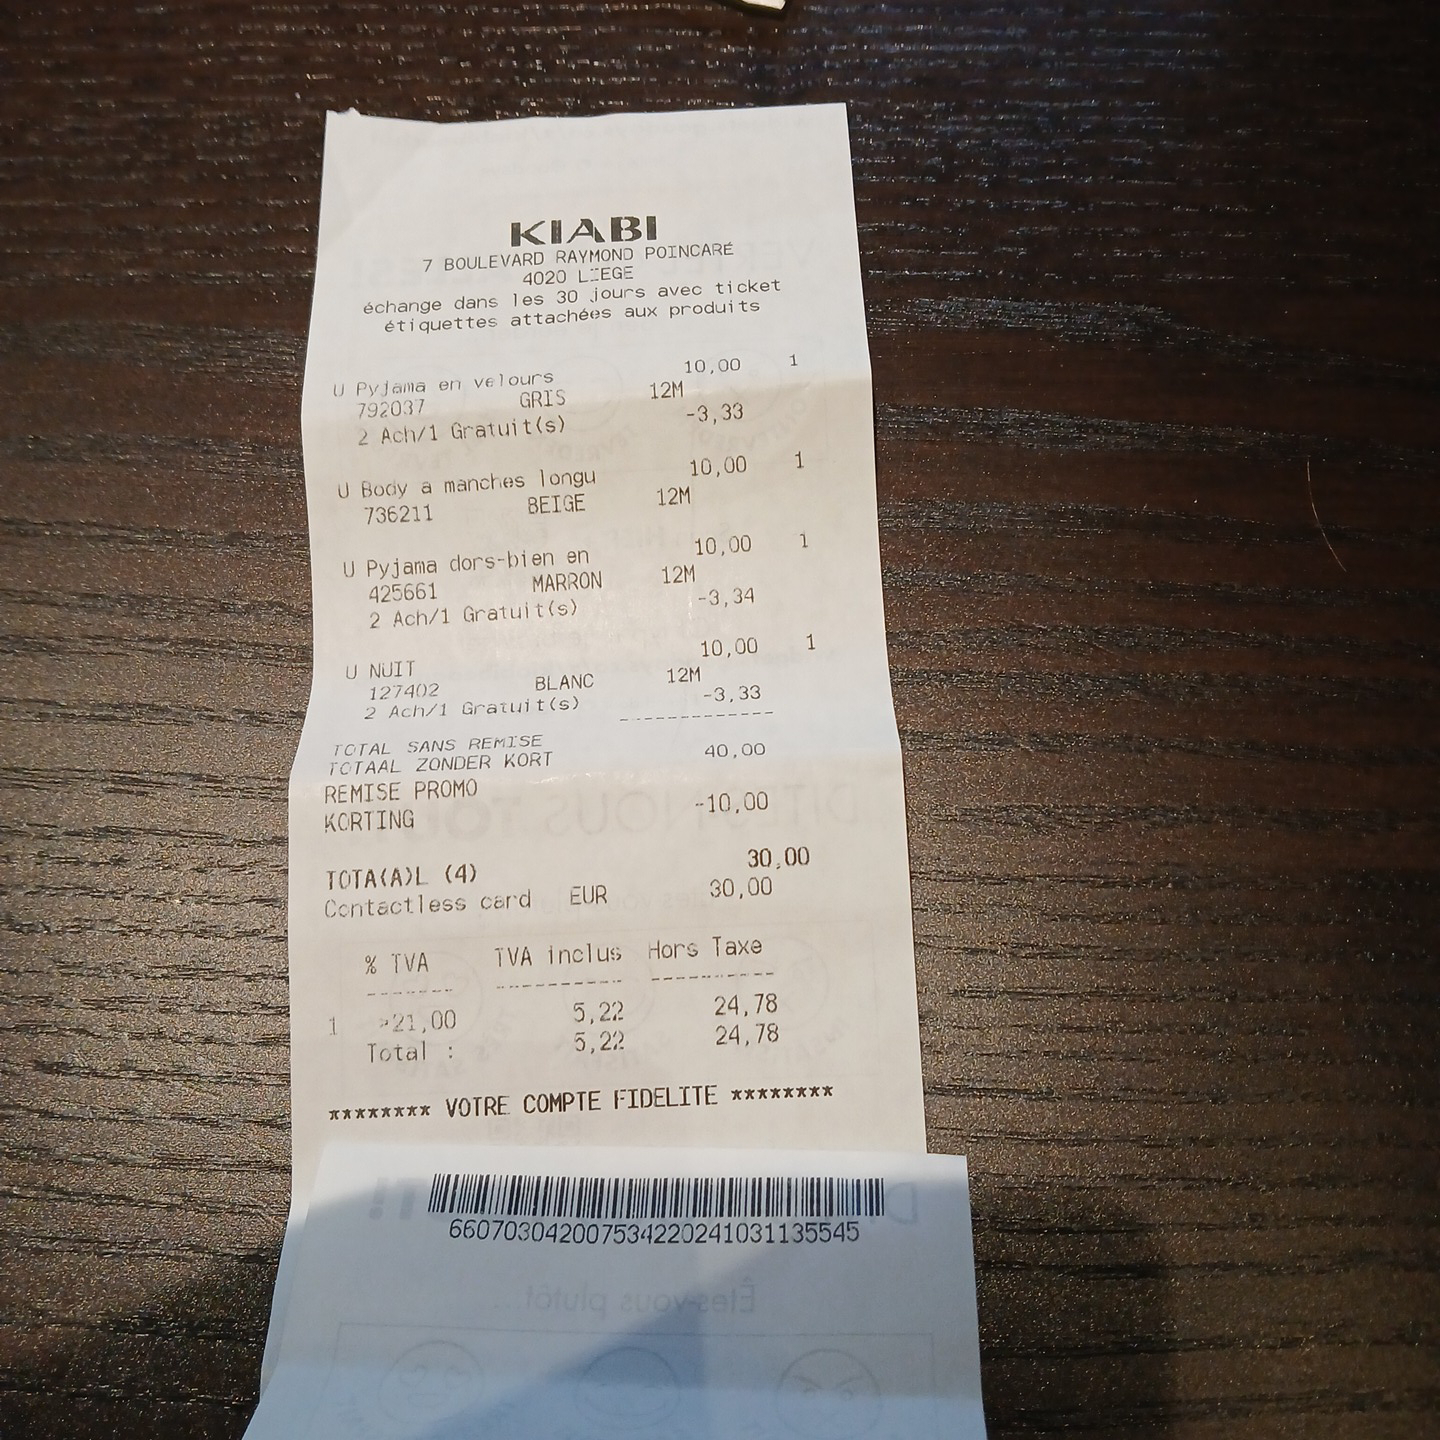 KIABI
7 BOULEVARD RAYMOND POINCARÉ
4020 LIEGE
échange dans les 30 jours avec ticket
étiquettes attachées aux produits
U Pyjama en velours 10,00 1
792037 GRIS 12M
2 Ach/1 Gratuit(s) -3,33
U Body a manches longu 10,00 1
736211 BEIGE 12M
U Pyjama dors-bien en 10,00 1
425661 MARRON 12M
2 Ach/1 Gratuit(s) -3,34
U NUIT 10,00 1
127402 BLANC 12M
2 Ach/1 Gratuit(s) -3,33
TOTAL SANS REMISE
TOTAAL ZONDER KORT 40,00
REMISE PROMO
KORTING -10,00
TOTA(A)L (4) 30,00
Contactless card EUR 30,00
% TVA TVA inclus Hors Taxe
1 >21,00 5,22 24,78
Total : 5,22 24,78
******** VOTRE COMPTE FIDELITE ********
66070304200753422024103113​5545
Êtes-vous plutôt...